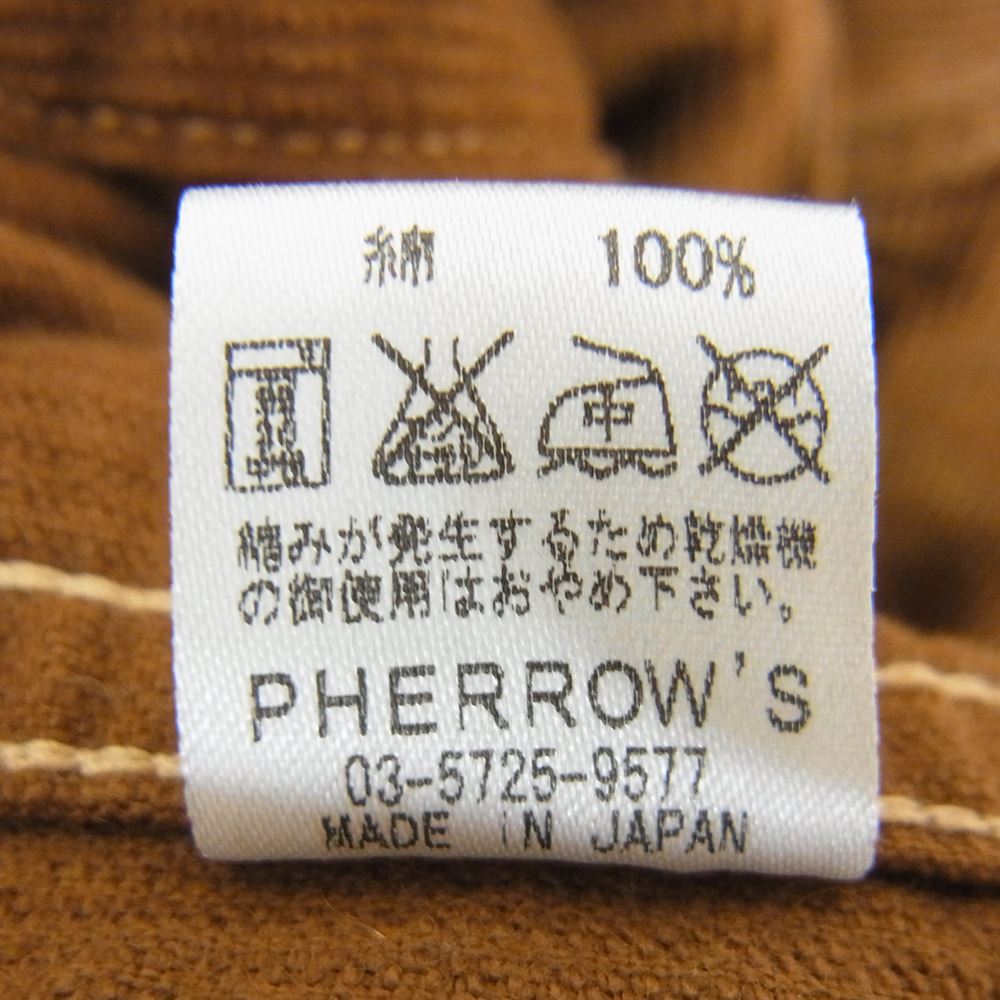 綿 100%
中
縮みが発生するため乾燥機
の御使用はおやめ下さい。
PHERROW'S
03-5725-9577
MADE IN JAPAN